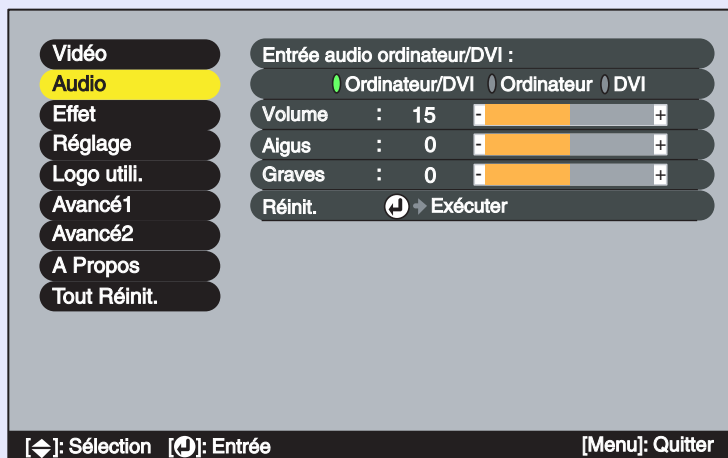 Vidéo
Audio
Effet
Réglage
Logo utili.
Avancé1
Avancé2
A Propos
Tout Réinit.
Entrée audio ordinateur/DVI :
Ordinateur/DVI Ordinateur DVI
Volume : 15 - +
Aigus : 0 - +
Graves : 0 - +
Réinit. Exécuter
[]: Sélection []: Entrée [Menu]: Quitter